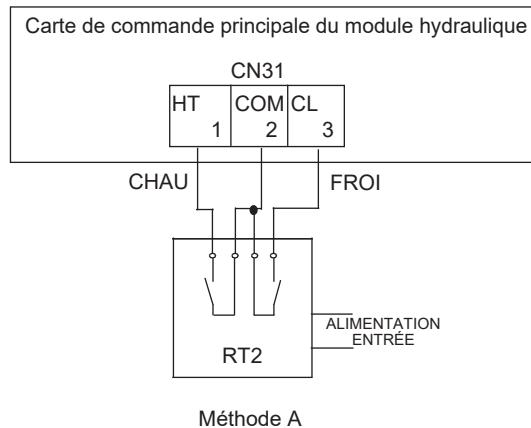 Carte de commande principale du module hydraulique
CN31
HT COM CL
1 2 3
CHAU FROI
ALIMENTATION
ENTRÉE
RT2
Méthode A